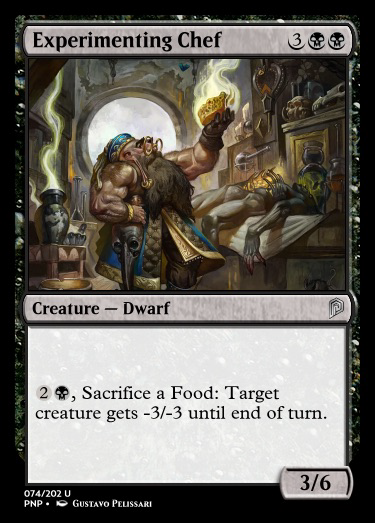 Experimenting Chef 3
Creature — Dwarf
2 , Sacrifice a Food: Target
creature gets -3/-3 until end of turn.
3/6
074/202 U
PNP • Gustavo Pelissari